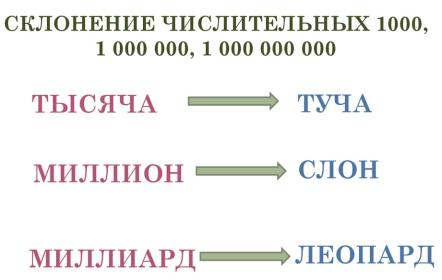 СКЛОНЕНИЕ ЧИСЛИТЕЛЬНЫХ 1000,
1 000 000, 1 000 000 000
ТЫСЯЧА ТУЧА
МИЛЛИОН СЛОН
МИЛЛИАРД ЛЕОПАРД